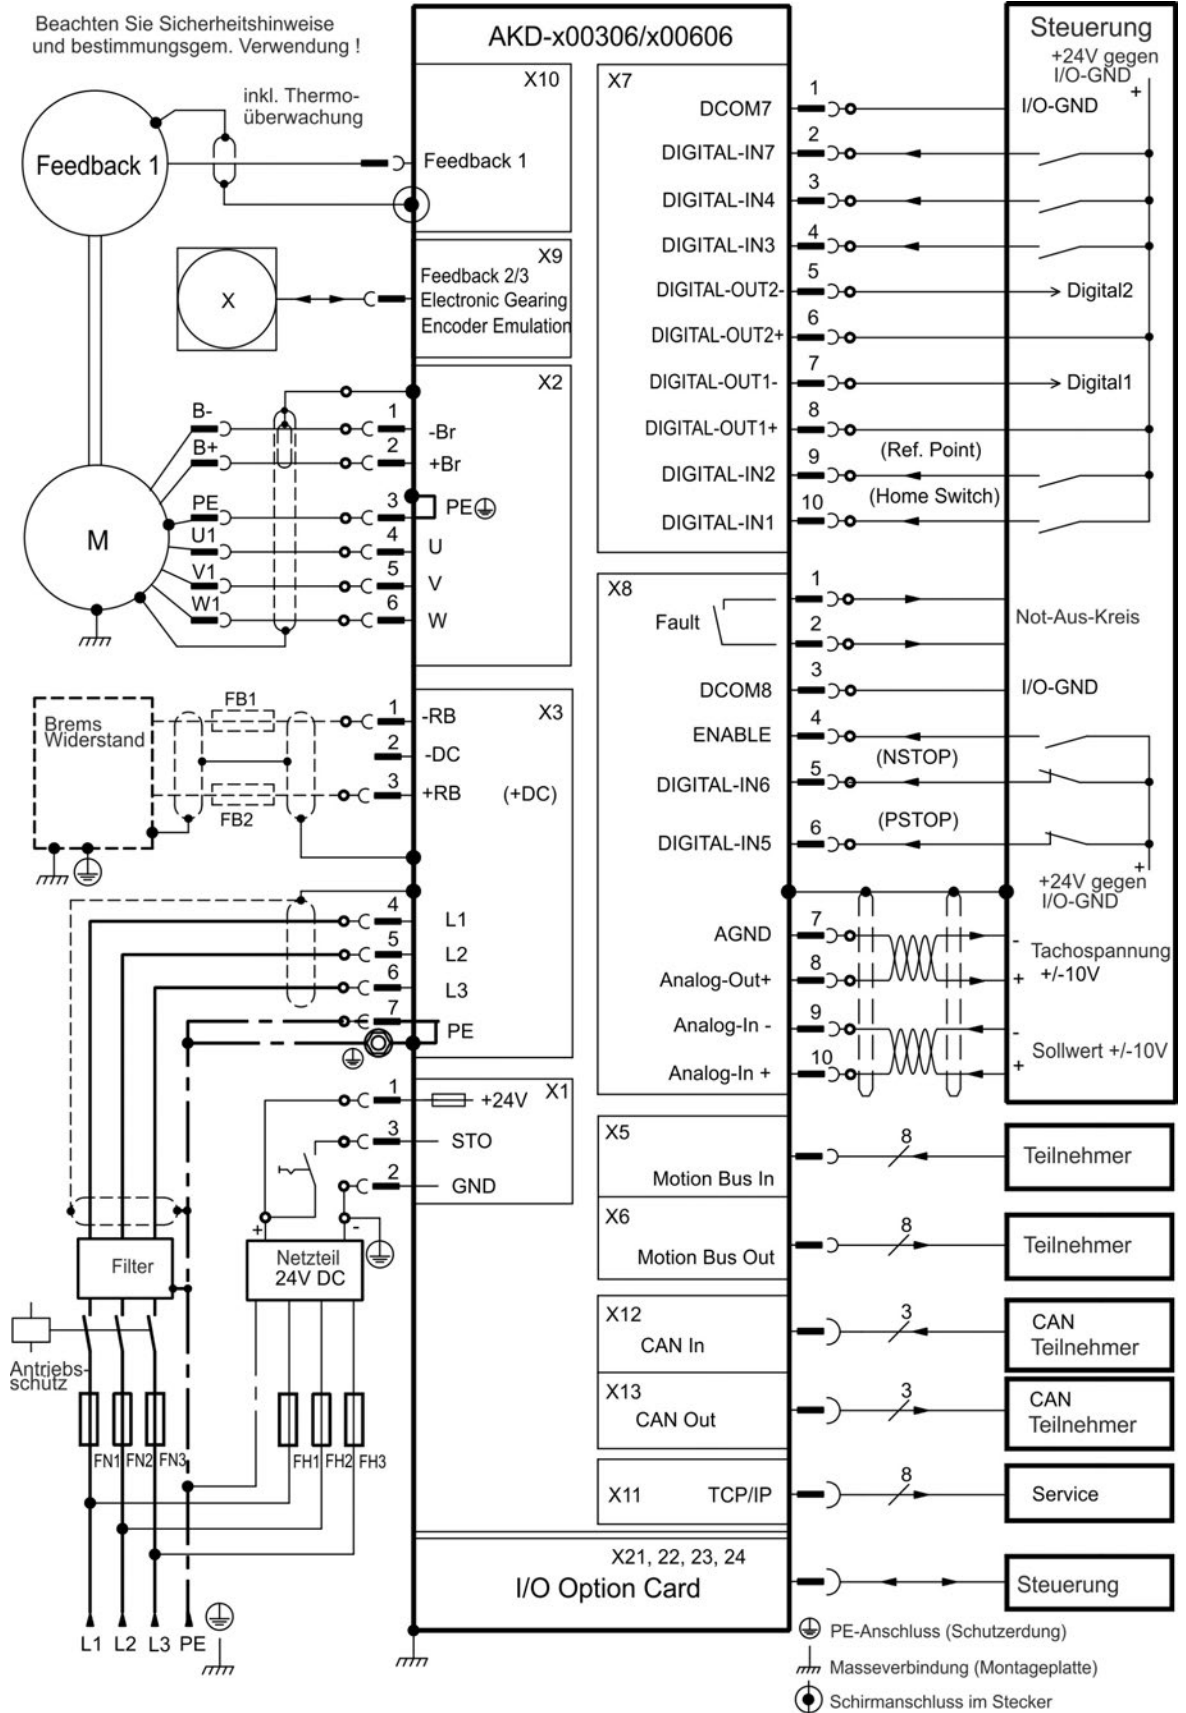 Beachten Sie Sicherheitshinweise
und bestimmungsgem. Verwendung !
AKD-x00306/x00606
Steuerung
+24V gegen
I/O-GND
+
X10
inkl. Thermo-
überwachung
Feedback 1
Feedback 1
X9
Feedback 2/3
Electronic Gearing
Encoder Emulation
X
X2
B-
1
-Br
B+
2
+Br
PE
3
PE
U1
4
U
V1
5
V
W1
6
W
M
X3
Brems
Widerstand
FB1
1
-RB
2
-DC
3
+RB
(+DC)
FB2
4
L1
5
L2
6
L3
7
PE
X1
1
+24V
3
STO
2
GND
+
-
Filter
Netzteil
24V DC
Antriebs-
schütz
FN1
FN2
FN3
FH1
FH2
FH3
L1
L2
L3
PE
X7
DCOM7
1
I/O-GND
DIGITAL-IN7
2
DIGITAL-IN4
3
DIGITAL-IN3
4
DIGITAL-OUT2-
5
Digital2
DIGITAL-OUT2+
6
DIGITAL-OUT1-
7
Digital1
DIGITAL-OUT1+
8
(Ref. Point)
DIGITAL-IN2
9
(Home Switch)
DIGITAL-IN1
10
X8
Fault
1
2
Not-Aus-Kreis
DCOM8
3
I/O-GND
ENABLE
4
(NSTOP)
DIGITAL-IN6
5
(PSTOP)
DIGITAL-IN5
6
+
+24V gegen
I/O-GND
AGND
7
-
Tachospannung
+/-10V
Analog-Out+
8
+
Analog-In -
9
-
Sollwert +/-10V
Analog-In +
10
+
X5
Motion Bus In
8
Teilnehmer
X6
Motion Bus Out
8
Teilnehmer
X12
CAN In
3
CAN
Teilnehmer
X13
CAN Out
3
CAN
Teilnehmer
X11
TCP/IP
8
Service
X21, 22, 23, 24
I/O Option Card
Steuerung
PE-Anschluss (Schutzerdung)
Masseverbindung (Montageplatte)
Schirmanschluss im Stecker